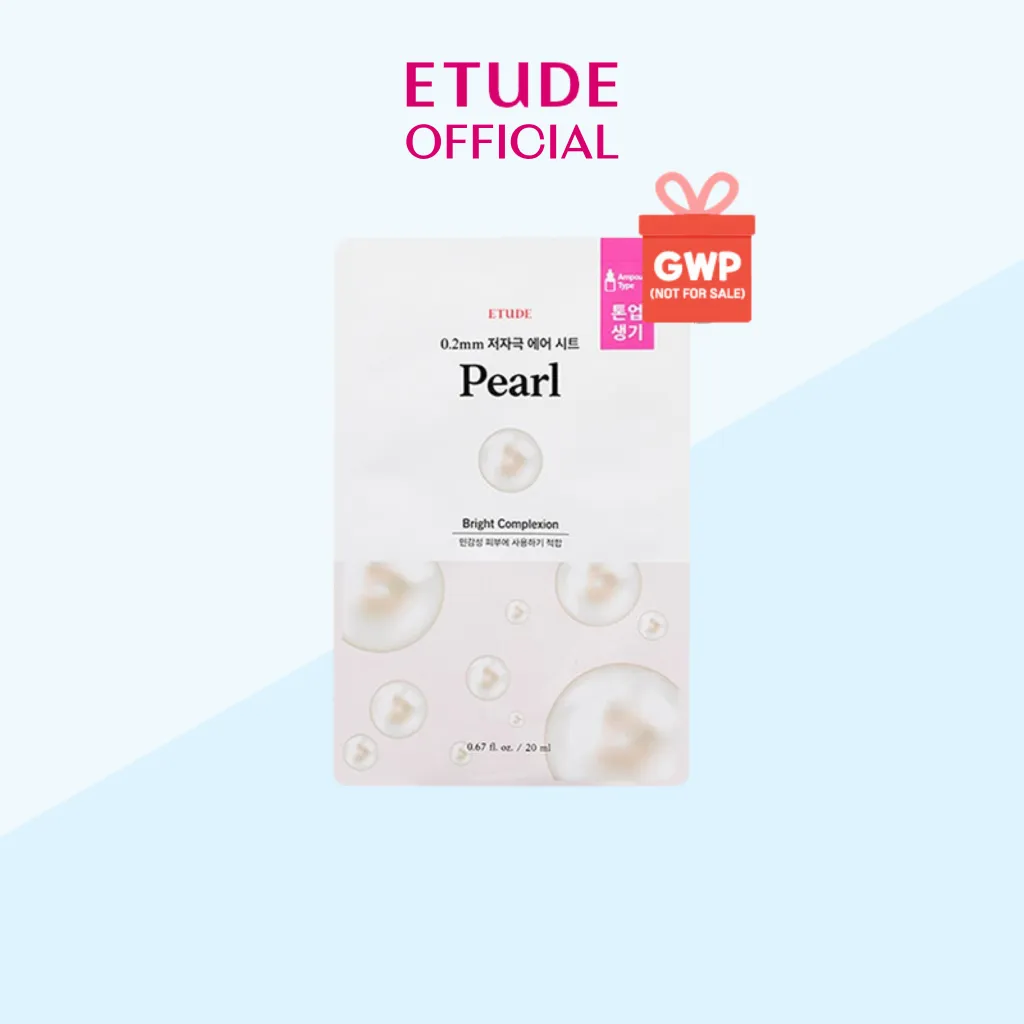 ETUDE
OFFICIAL
GWP
(NOT FOR SALE)
Type
톤업
생기
ETUDE
0.2mm 저자극 에어 시트
Pearl
Bright Complexion
민감성 피부에 사용하기 적합
0.67 fl. oz. / 20 ml